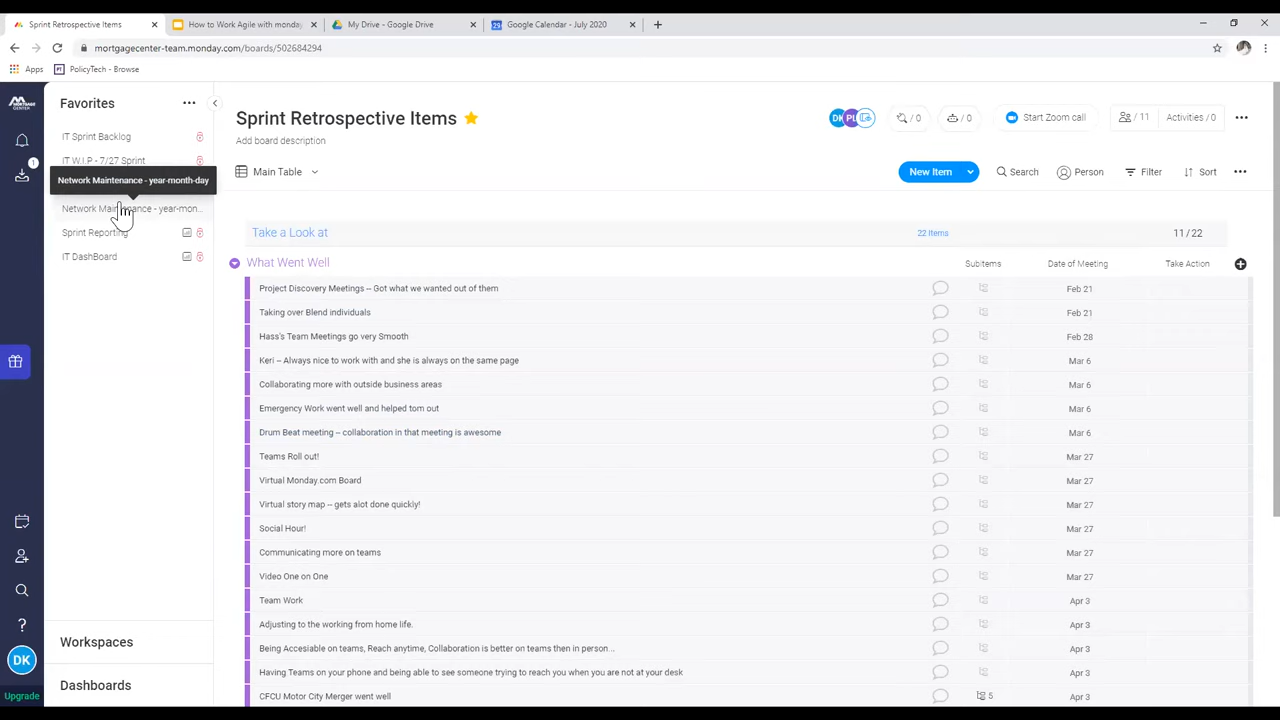 Sprint Retrospective Items
How to Work Agile with monday
My Drive - Google Drive
Google Calendar - July 2020
mortgagecenter-team.monday.com/boards/502684294
Apps
PT
PolicyTech - Browse
MORTGAGE CENTER
Favorites
IT Sprint Backlog
IT W.I.P - 7/27 Sprint
Network Maintenance - year-month-day
Network Maintenance - year-mon...
Sprint Reporting
IT DashBoard
1
Workspaces
Dashboards
DK
Upgrade
Sprint Retrospective Items
Add board description
DK
/ 0
/ 0
Start Zoom call
/ 11
Activities / 0
Main Table
New Item
Search
Person
Filter
Sort
Take a Look at
22 Items
11 / 22
What Went Well
Subitems
Date of Meeting
Take Action
Project Discovery Meetings -- Got what we wanted out of them
Feb 21
Taking over Blend individuals
Feb 21
Hass's Team Meetings go very Smooth
Feb 28
Keri -- Always nice to work with and she is always on the same page
Mar 6
Collaborating more with outside business areas
Mar 6
Emergency Work went well and helped tom out
Mar 6
Drum Beat meeting -- collaboration in that meeting is awesome
Mar 6
Teams Roll out!
Mar 27
Virtual Monday.com Board
Mar 27
Virtual story map -- gets alot done quickly!
Mar 27
Social Hour!
Mar 27
Communicating more on teams
Mar 27
Video One on One
Mar 27
Team Work
Apr 3
Adjusting to the working from home life.
Apr 3
Being Accesiable on teams, Reach anytime, Collaboration is better on teams then in person...
Apr 3
Having Teams on your phone and being able to see someone trying to reach you when you are not at your desk
Apr 3
CFCU Motor City Merger went well
5
Apr 3